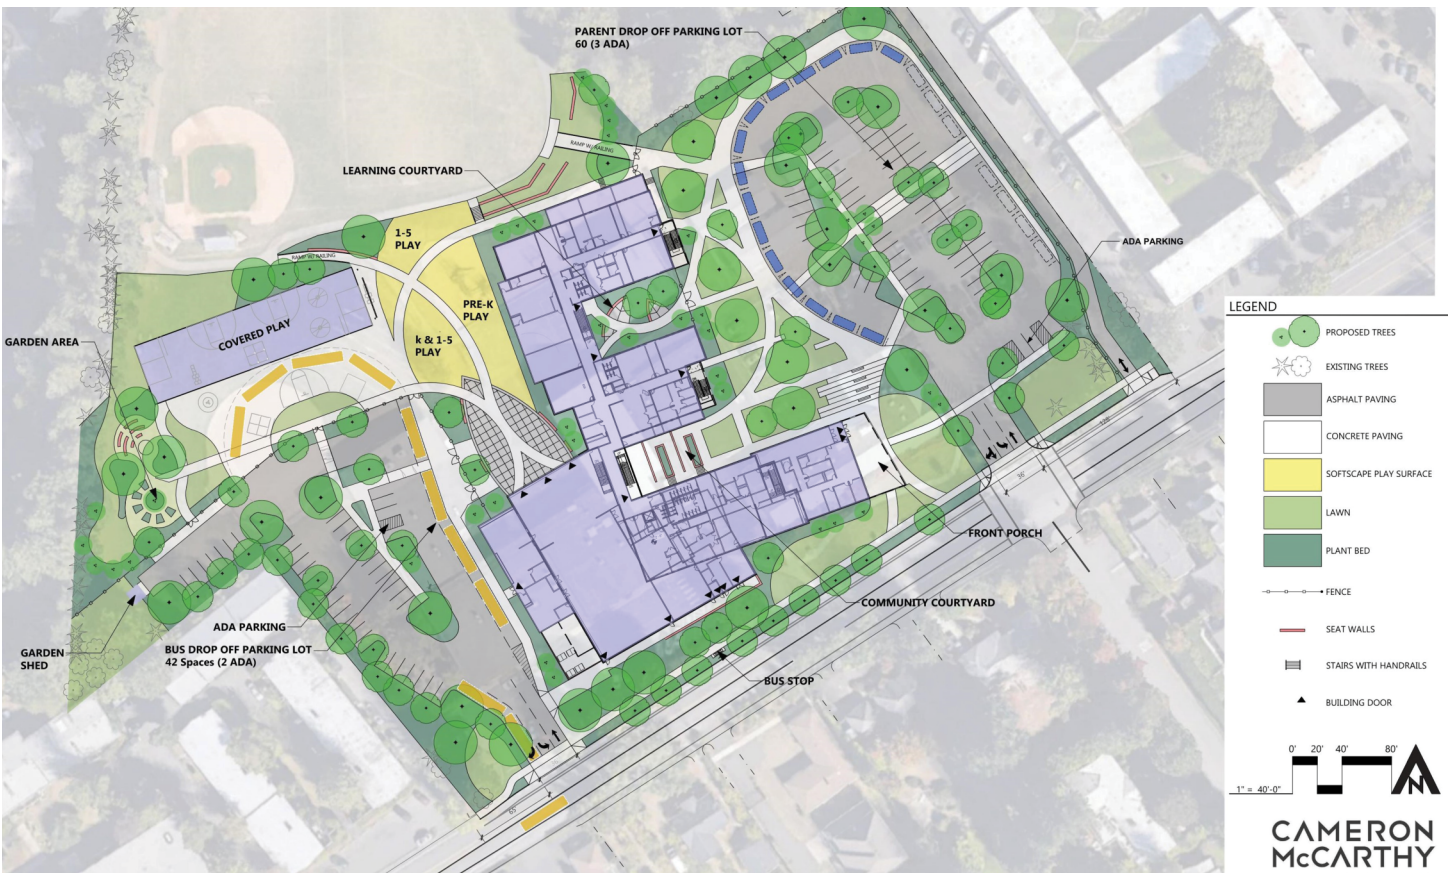 PARENT DROP OFF PARKING LOT
60 (3 ADA)
RAMP W/ RAILING
LEARNING COURTYARD
1-5
PLAY
RAMP W/ RAILING
ADA PARKING
PRE-K
PLAY
COVERED PLAY
k & 1-5
PLAY
GARDEN AREA
FRONT PORCH
COMMUNITY COURTYARD
ADA PARKING
BUS DROP OFF PARKING LOT
42 Spaces (2 ADA)
GARDEN
SHED
BUS STOP
36'
LEGEND
PROPOSED TREES
EXISTING TREES
ASPHALT PAVING
CONCRETE PAVING
SOFTSCAPE PLAY SURFACE
LAWN
PLANT BED
FENCE
SEAT WALLS
STAIRS WITH HANDRAILS
BUILDING DOOR
0' 20' 40' 80'
1" = 40'-0"
N
CAMERON
McCARTHY